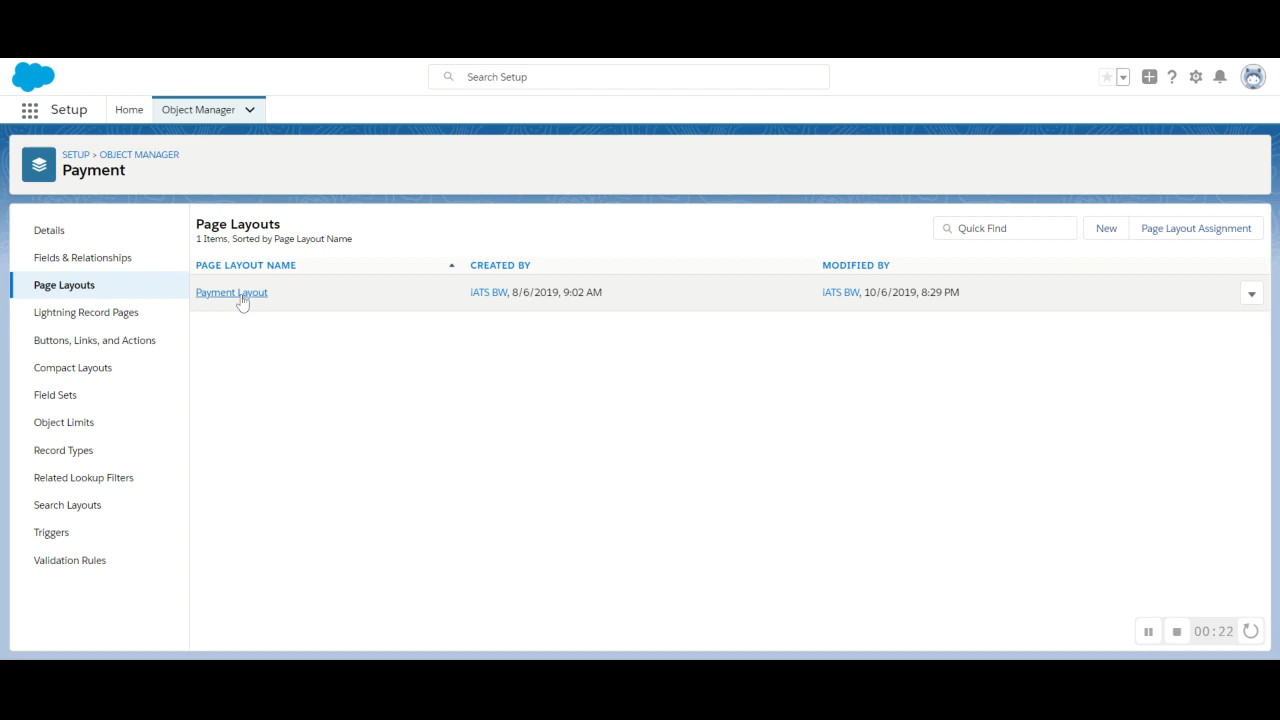 Search Setup
Setup Home Object Manager
SETUP > OBJECT MANAGER
Payment
Details
Fields & Relationships
Page Layouts
Lightning Record Pages
Buttons, Links, and Actions
Compact Layouts
Field Sets
Object Limits
Record Types
Related Lookup Filters
Search Layouts
Triggers
Validation Rules
Page Layouts
1 Items, Sorted by Page Layout Name
Quick Find New Page Layout Assignment
PAGE LAYOUT NAME CREATED BY MODIFIED BY
Payment Layout iATS BW, 8/6/2019, 9:02 AM iATS BW, 10/6/2019, 8:29 PM
00:22